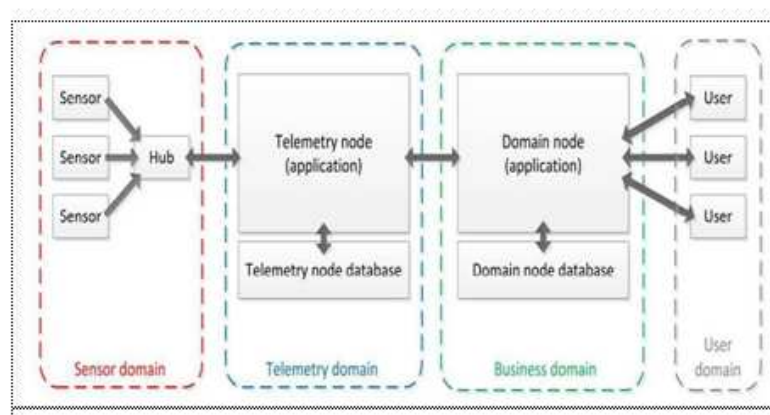 Sensor
Sensor
Sensor
Hub
Telemetry node
(application)
Telemetry node database
Domain node
(application)
Domain node database
User
User
User
Sensor domain
Telemetry domain
Business domain
User
domain